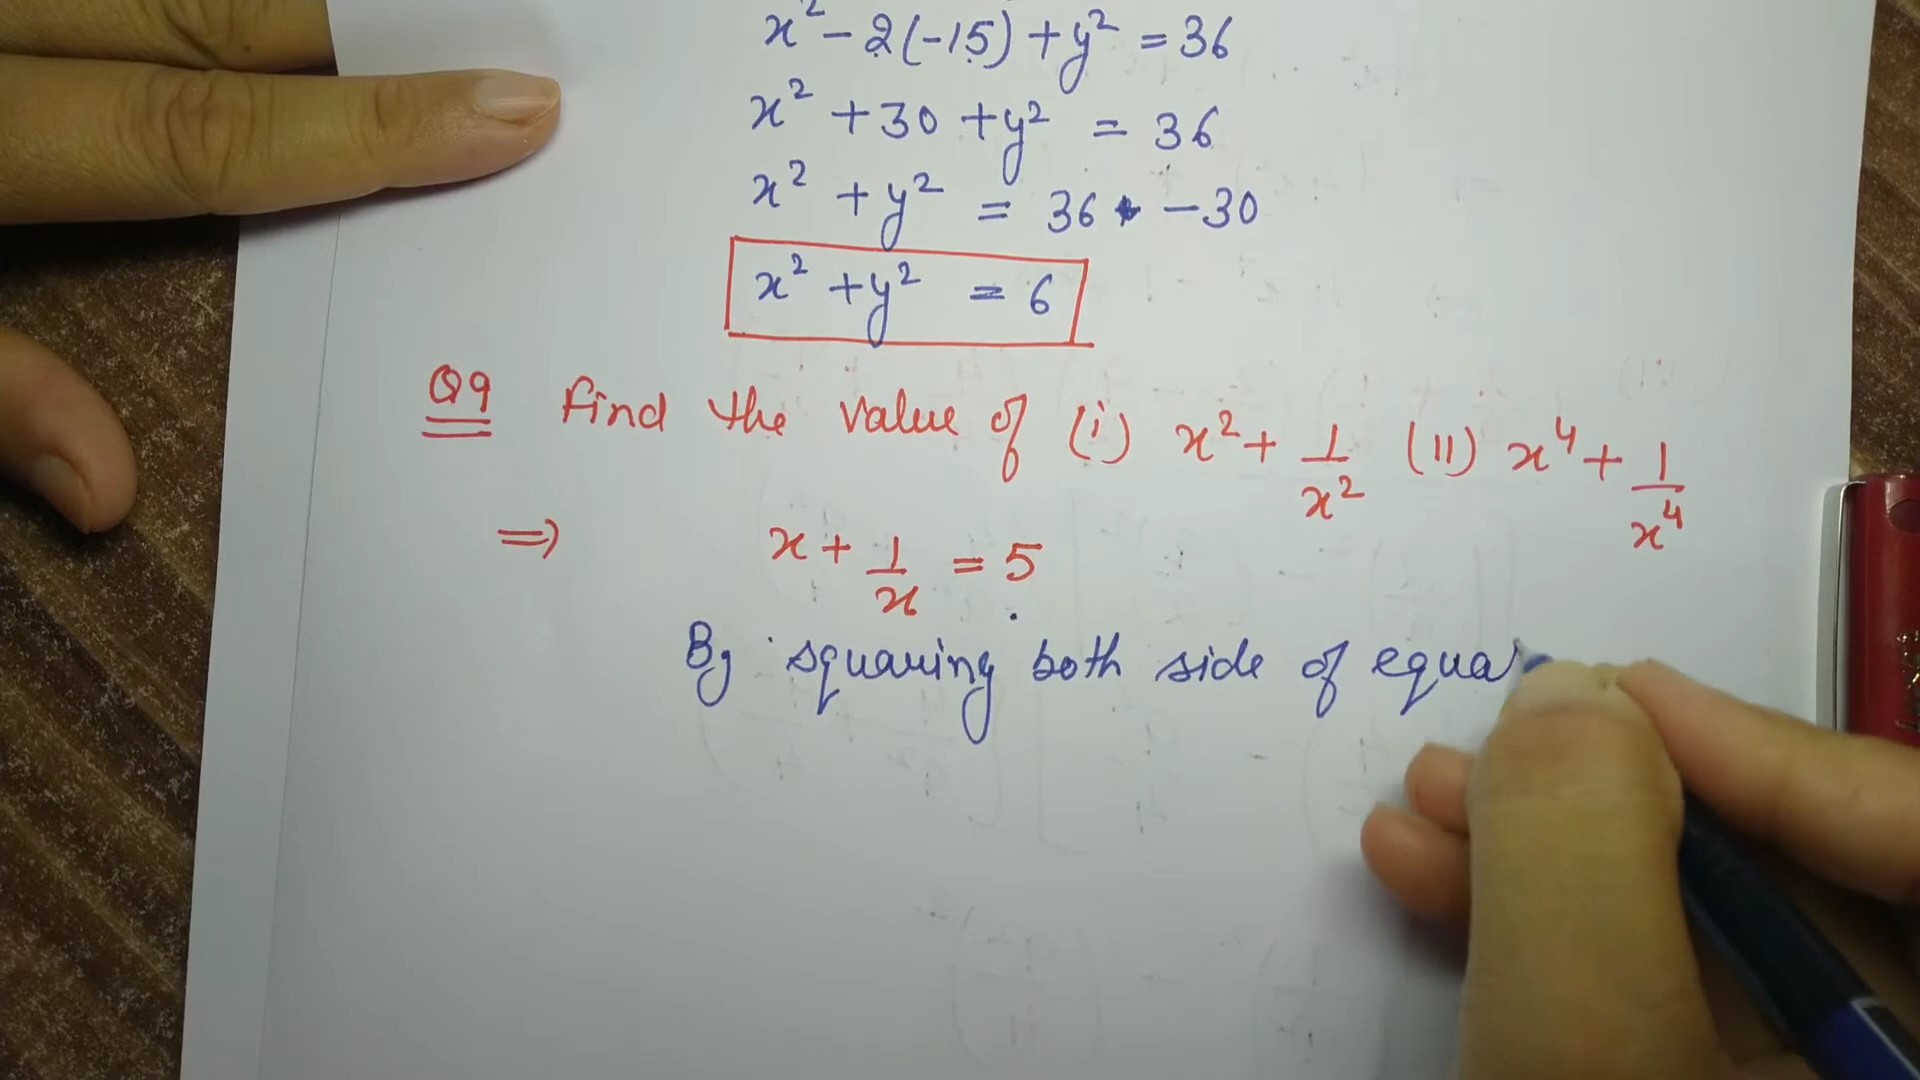 x² - 2(-15) + y² = 36
x² + 30 + y² = 36
x² + y² = 36 - 30
x² + y² = 6
Q9 Find the value of (i) x² + 1/x² (II) x⁴ + 1/x⁴
⇒ x + 1/x = 5
By squaring both side of equa